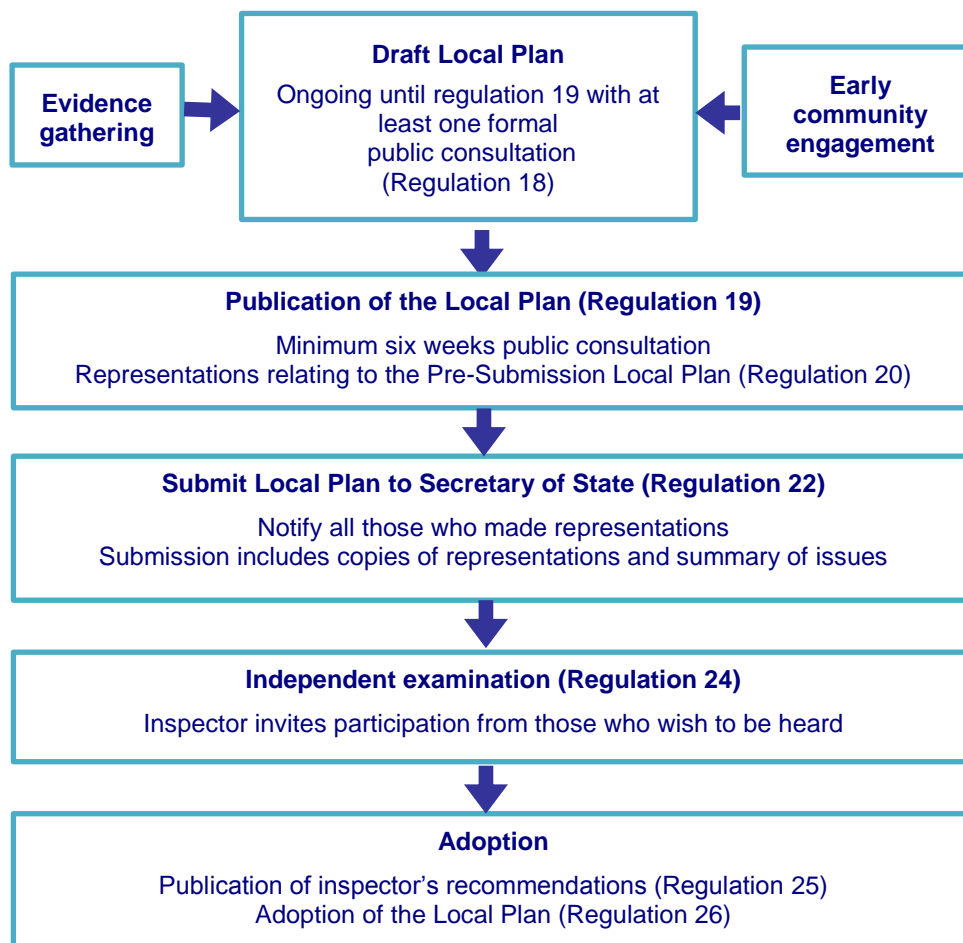 Evidence
gathering
Draft Local Plan
Ongoing until regulation 19 with at
least one formal
public consultation
(Regulation 18)
Early
community
engagement
Publication of the Local Plan (Regulation 19)
Minimum six weeks public consultation
Representations relating to the Pre-Submission Local Plan (Regulation 20)
Submit Local Plan to Secretary of State (Regulation 22)
Notify all those who made representations
Submission includes copies of representations and summary of issues
Independent examination (Regulation 24)
Inspector invites participation from those who wish to be heard
Adoption
Publication of inspector’s recommendations (Regulation 25)
Adoption of the Local Plan (Regulation 26)